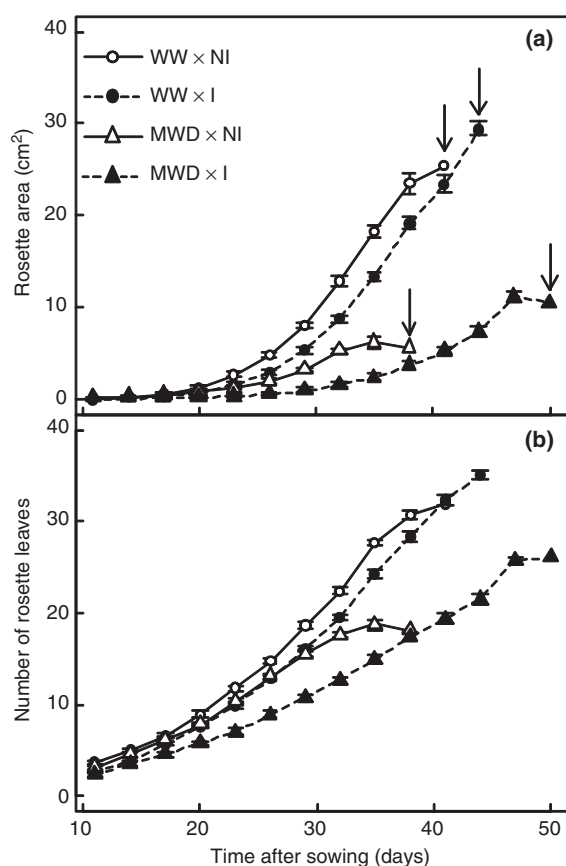 (a)
40
30
20
10
0
Rosette area (cm²)
WW × NI
WW × I
MWD × NI
MWD × I
(b)
40
30
20
10
0
Number of rosette leaves
10 20 30 40 50
Time after sowing (days)